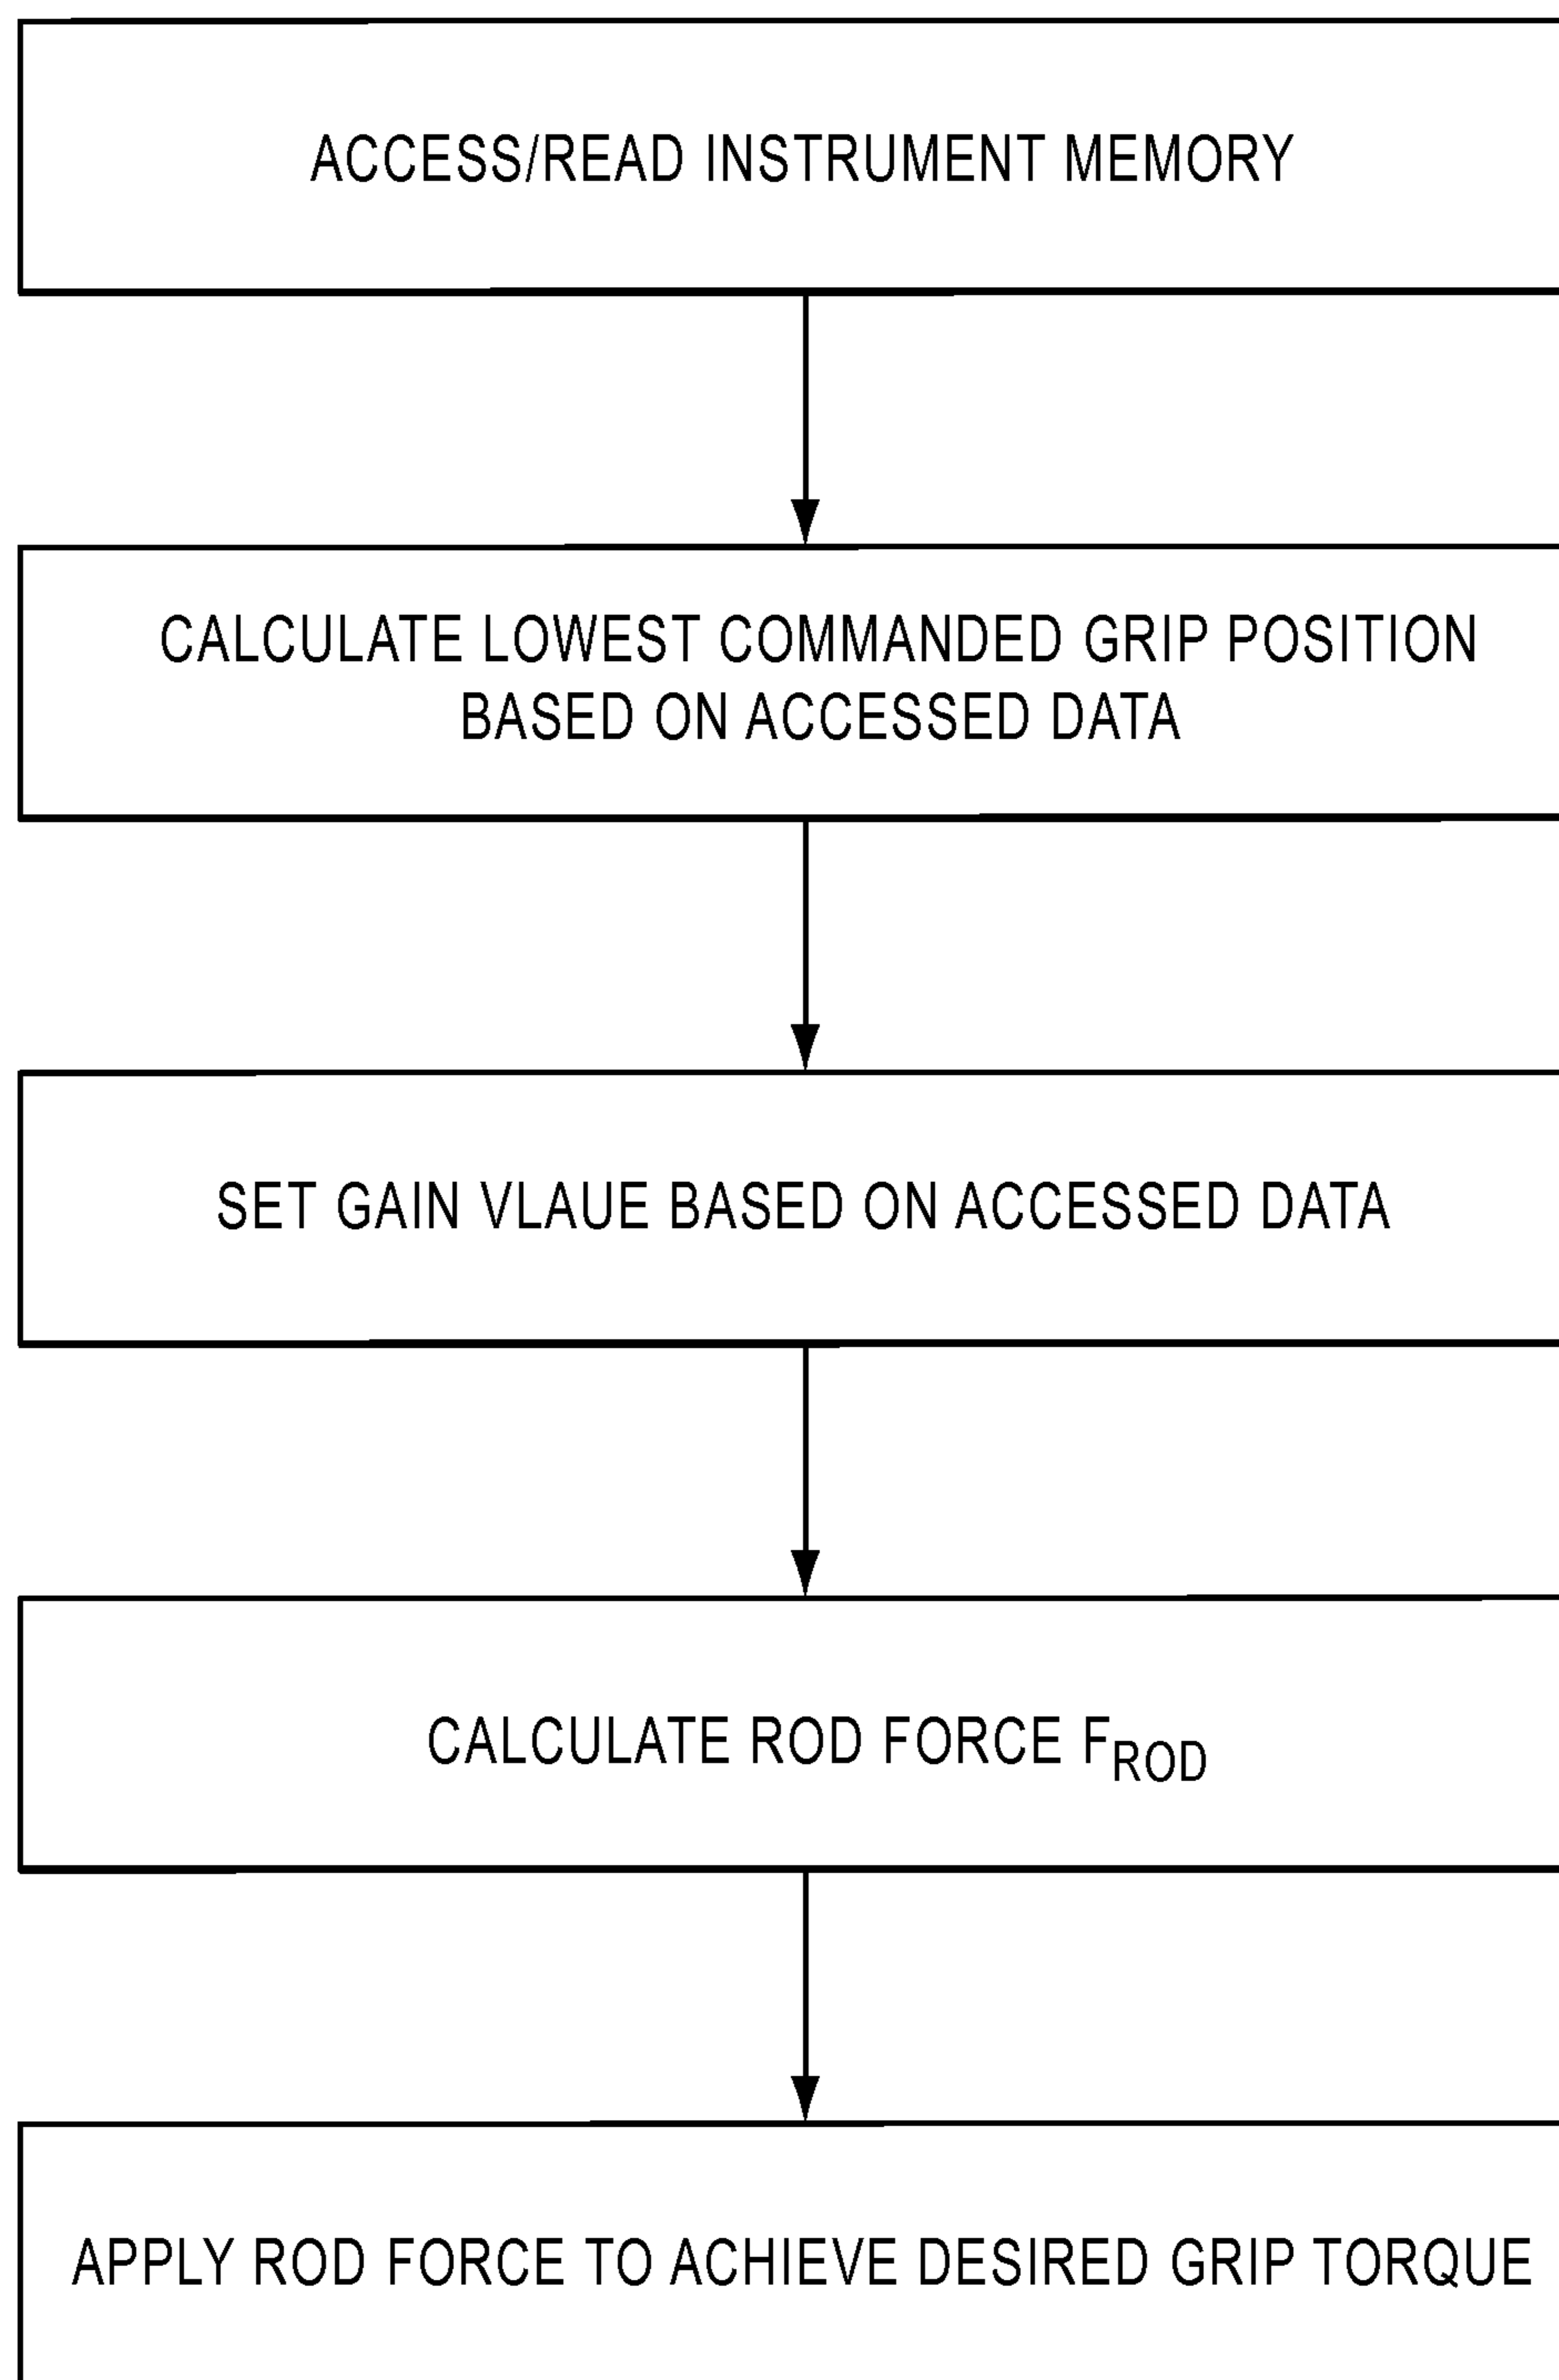 ACCESS/READ INSTRUMENT MEMORY
CALCULATE LOWEST COMMANDED GRIP POSITION
BASED ON ACCESSED DATA
SET GAIN VLAUE BASED ON ACCESSED DATA
CALCULATE ROD FORCE F_ROD
APPLY ROD FORCE TO ACHIEVE DESIRED GRIP TORQUE